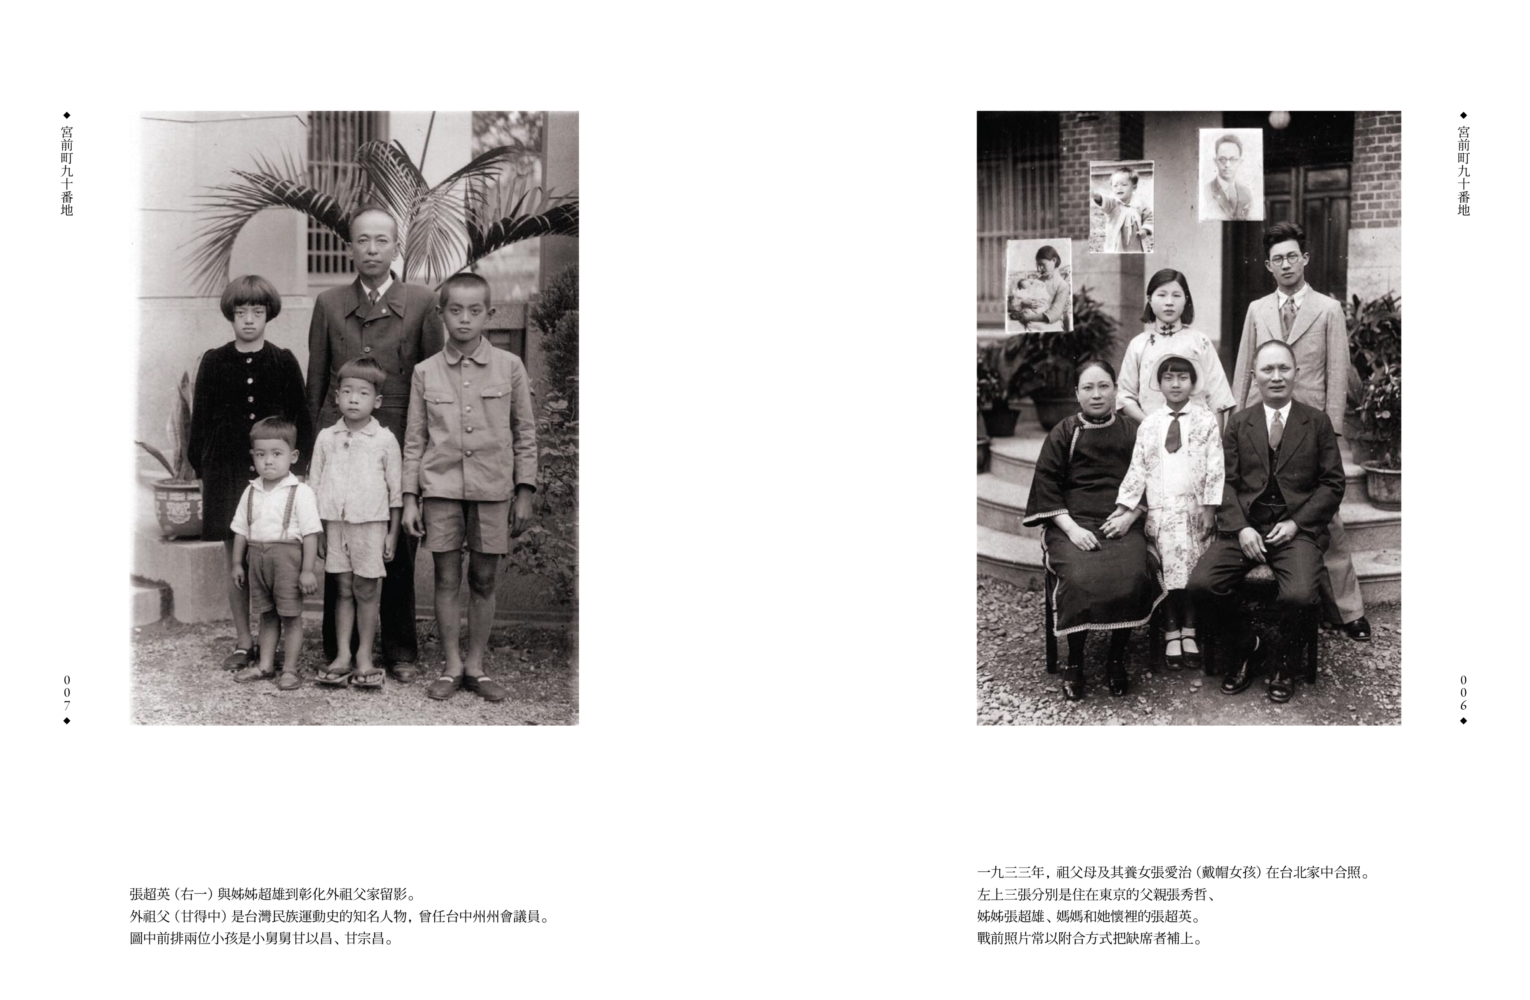 宮前町九十番地
006
一九三三年，祖父母及其養女張愛治（戴帽女孩）在台北家中合照。
左上三張分別是住在東京的父親張秀哲、
姊姊張超雄、媽媽和她懷裡的張超英。
戰前照片常以附合方式把缺席者補上。
宮前町九十番地
007
張超英（右一）與姊姊超雄到彰化外祖父家留影。
外祖父（甘得中）是台灣民族運動史的知名人物，曾任台中州州會議員。
圖中前排兩位小孩是小舅舅甘以昌、甘宗昌。